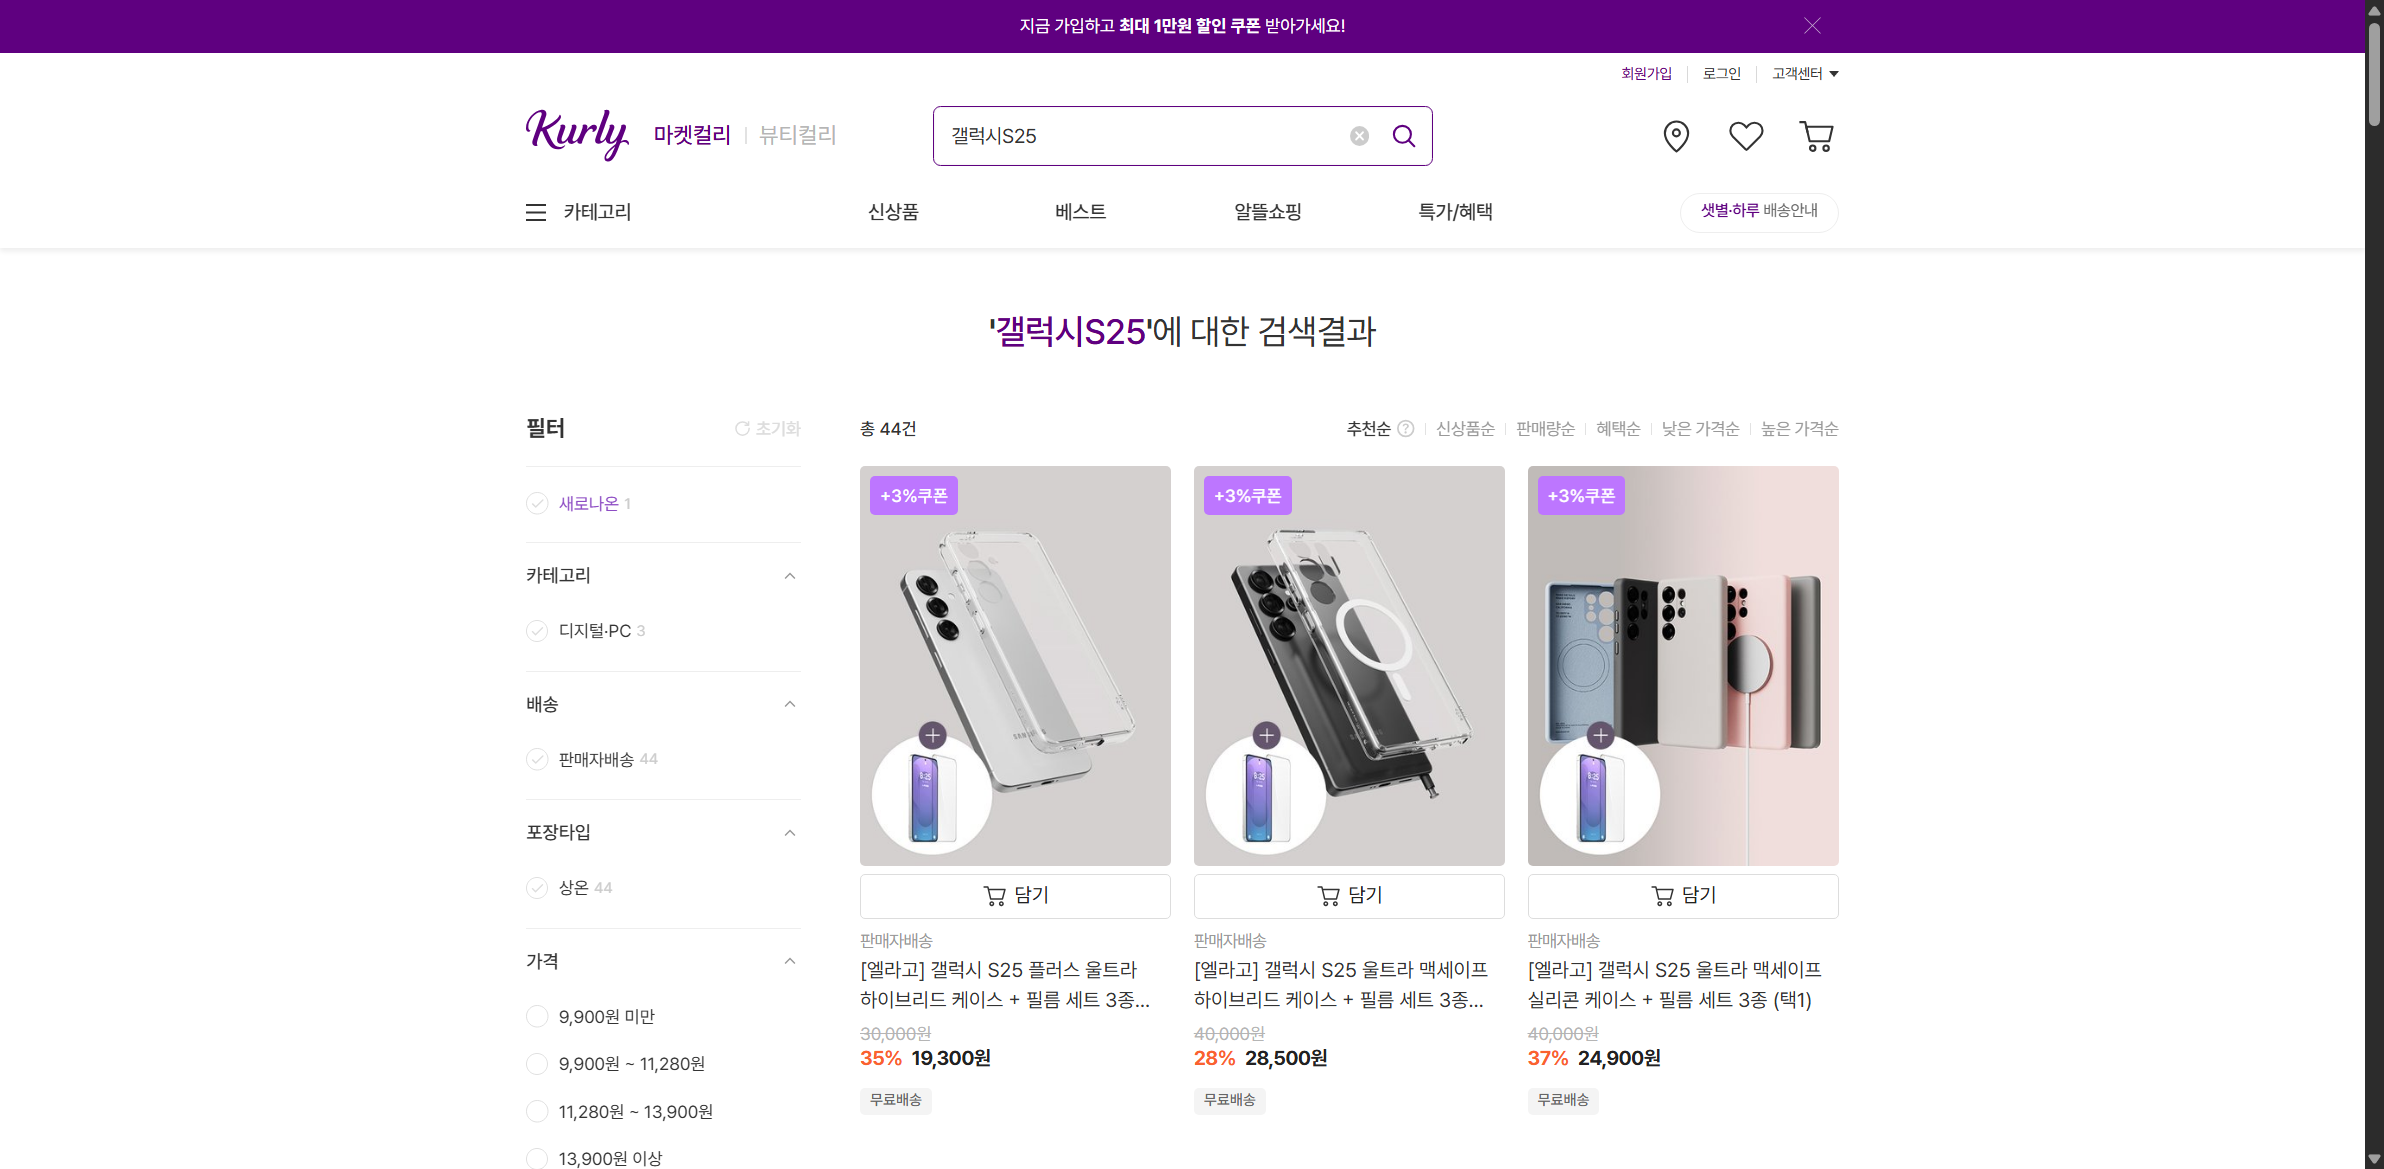 지금 가입하고 최대 1만원 할인 쿠폰 받아가세요!
회원가입
로그인
고객센터
Kurly
마켓컬리
뷰티컬리
갤럭시S25
카테고리
신상품
베스트
알뜰쇼핑
특가/혜택
샛별·하루 배송안내
'갤럭시S25'에 대한 검색결과
필터
초기화
총 44건
추천순
신상품순
판매량순
혜택순
낮은 가격순
높은 가격순
새로나온 1
카테고리
디지털·PC 3
배송
판매자배송 44
포장타입
상온 44
가격
9,900원 미만
9,900원 ~ 11,280원
11,280원 ~ 13,900원
13,900원 이상
+3%쿠폰
8:25
담기
판매자배송
[엘라고] 갤럭시 S25 플러스 울트라
하이브리드 케이스 + 필름 세트 3종...
30,000원
35% 19,300원
무료배송
+3%쿠폰
8:25
담기
판매자배송
[엘라고] 갤럭시 S25 울트라 맥세이프
하이브리드 케이스 + 필름 세트 3종...
40,000원
28% 28,500원
무료배송
+3%쿠폰
8:25
담기
판매자배송
[엘라고] 갤럭시 S25 울트라 맥세이프
실리콘 케이스 + 필름 세트 3종 (택1)
40,000원
37% 24,900원
무료배송